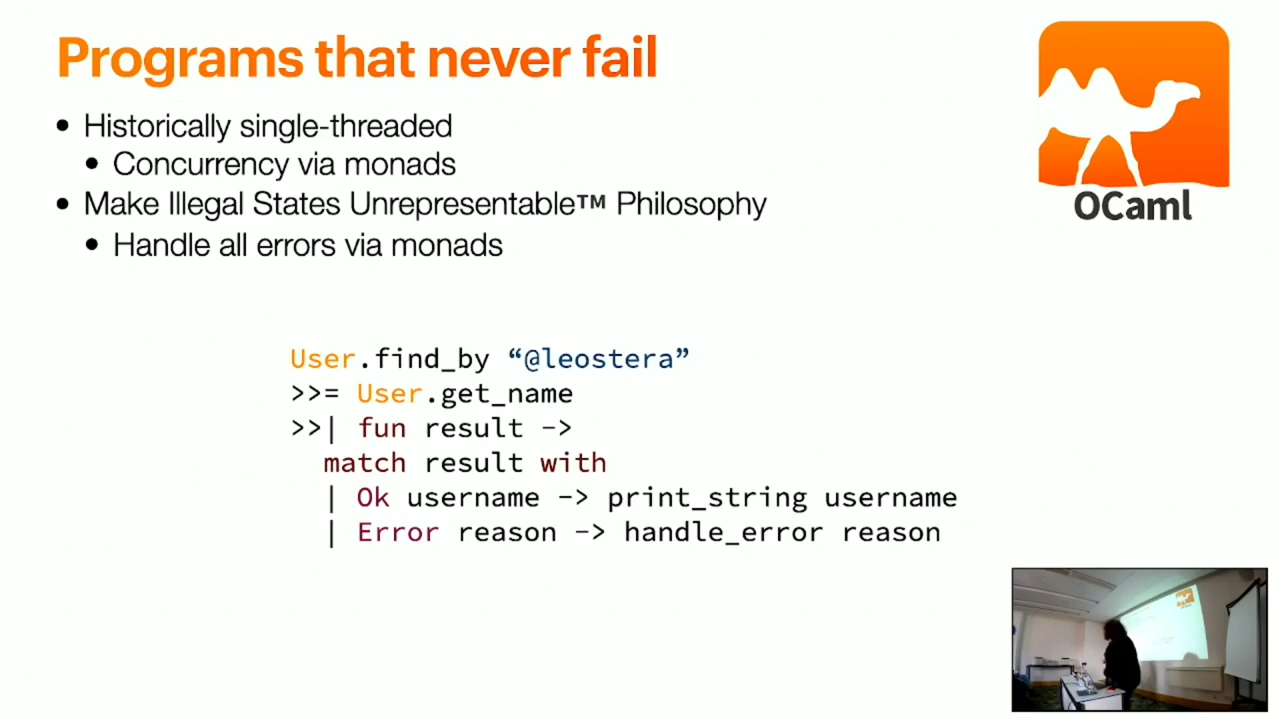 Programs that never fail
• Historically single-threaded
• Concurrency via monads
• Make Illegal States Unrepresentable™ Philosophy
• Handle all errors via monads
OCaml
User.find_by “@leostera”
>>= User.get_name
>>| fun result ->
match result with
| Ok username -> print_string username
| Error reason -> handle_error reason